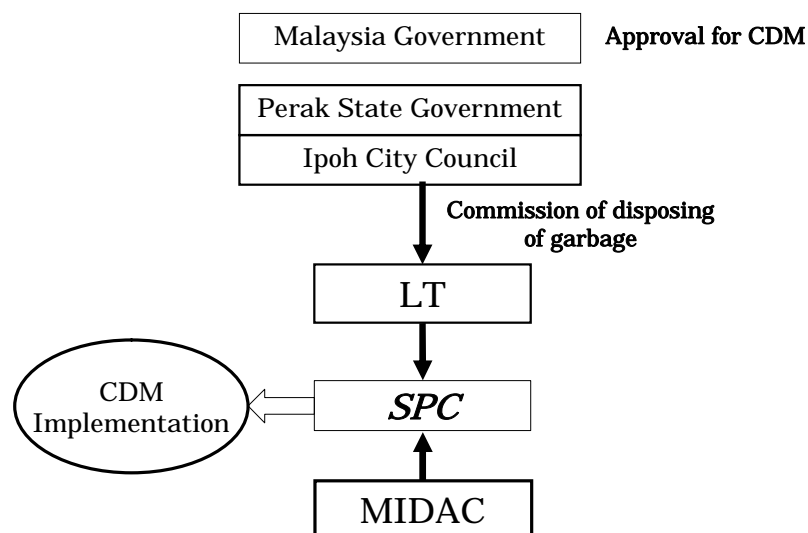 Malaysia Government
Approval for CDM
Perak State Government
Ipoh City Council
Commission of disposing
of garbage
LT
CDM
Implementation
SPC
MIDAC